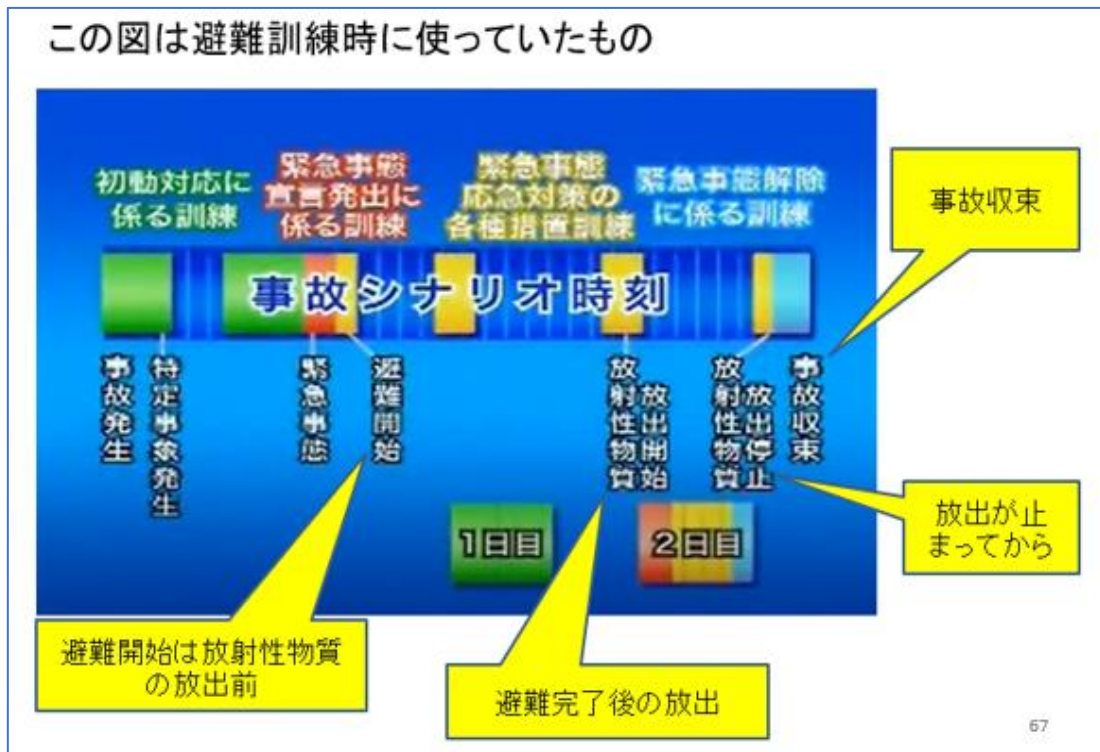 この図は避難訓練時に使っていたもの
初動対応に
係る訓練
緊急事態
宣言発出に
係る訓練
緊急事態
応急対策の
各種措置訓練
緊急事態解除
に係る訓練
事故収束
事故シナリオ時刻
事故発生
特定事象発生
緊急事態
避難開始
放射性物質
放出開始
放射性物質
放出停止
事故収束
1日目
2日目
放出が止
まってから
避難開始は放射性物質
の放出前
避難完了後の放出
67